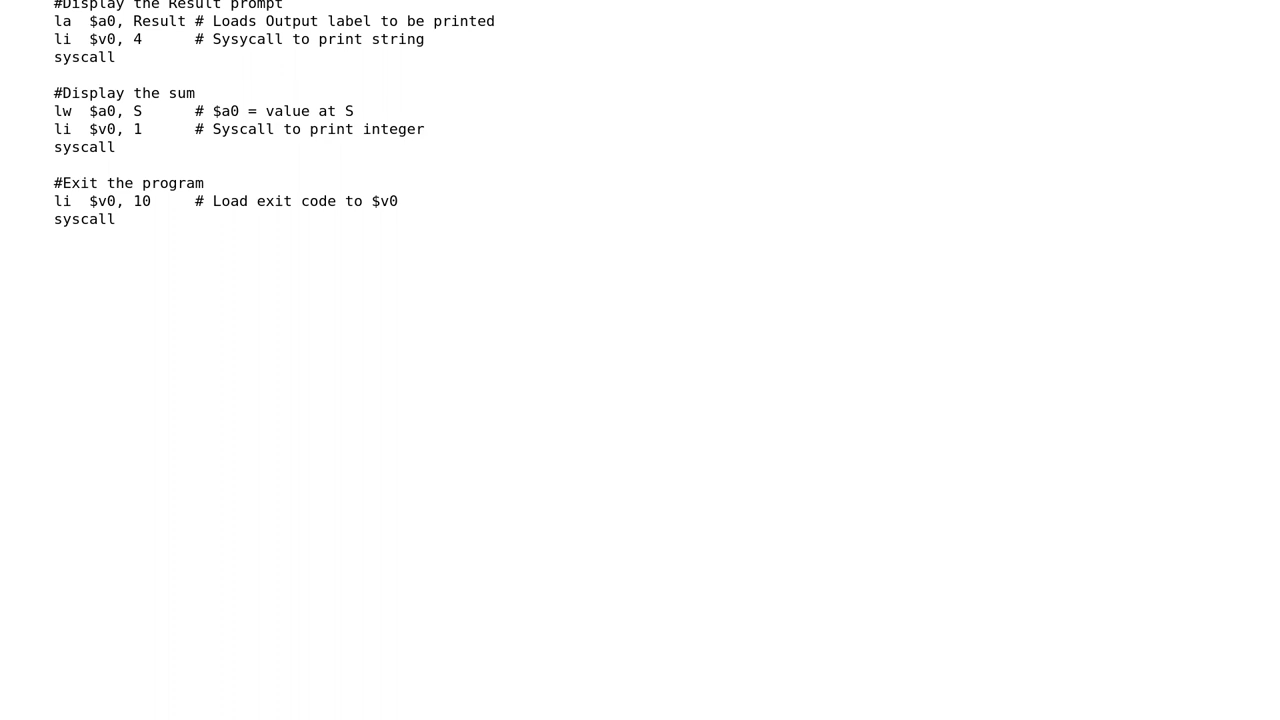 #Display the Result prompt
la  $a0, Result # Loads Output label to be printed
li  $v0, 4      # Sysycall to print string
syscall
#Display the sum
lw  $a0, S      # $a0 = value at S
li  $v0, 1      # Syscall to print integer
syscall
#Exit the program
li  $v0, 10     # Load exit code to $v0
syscall